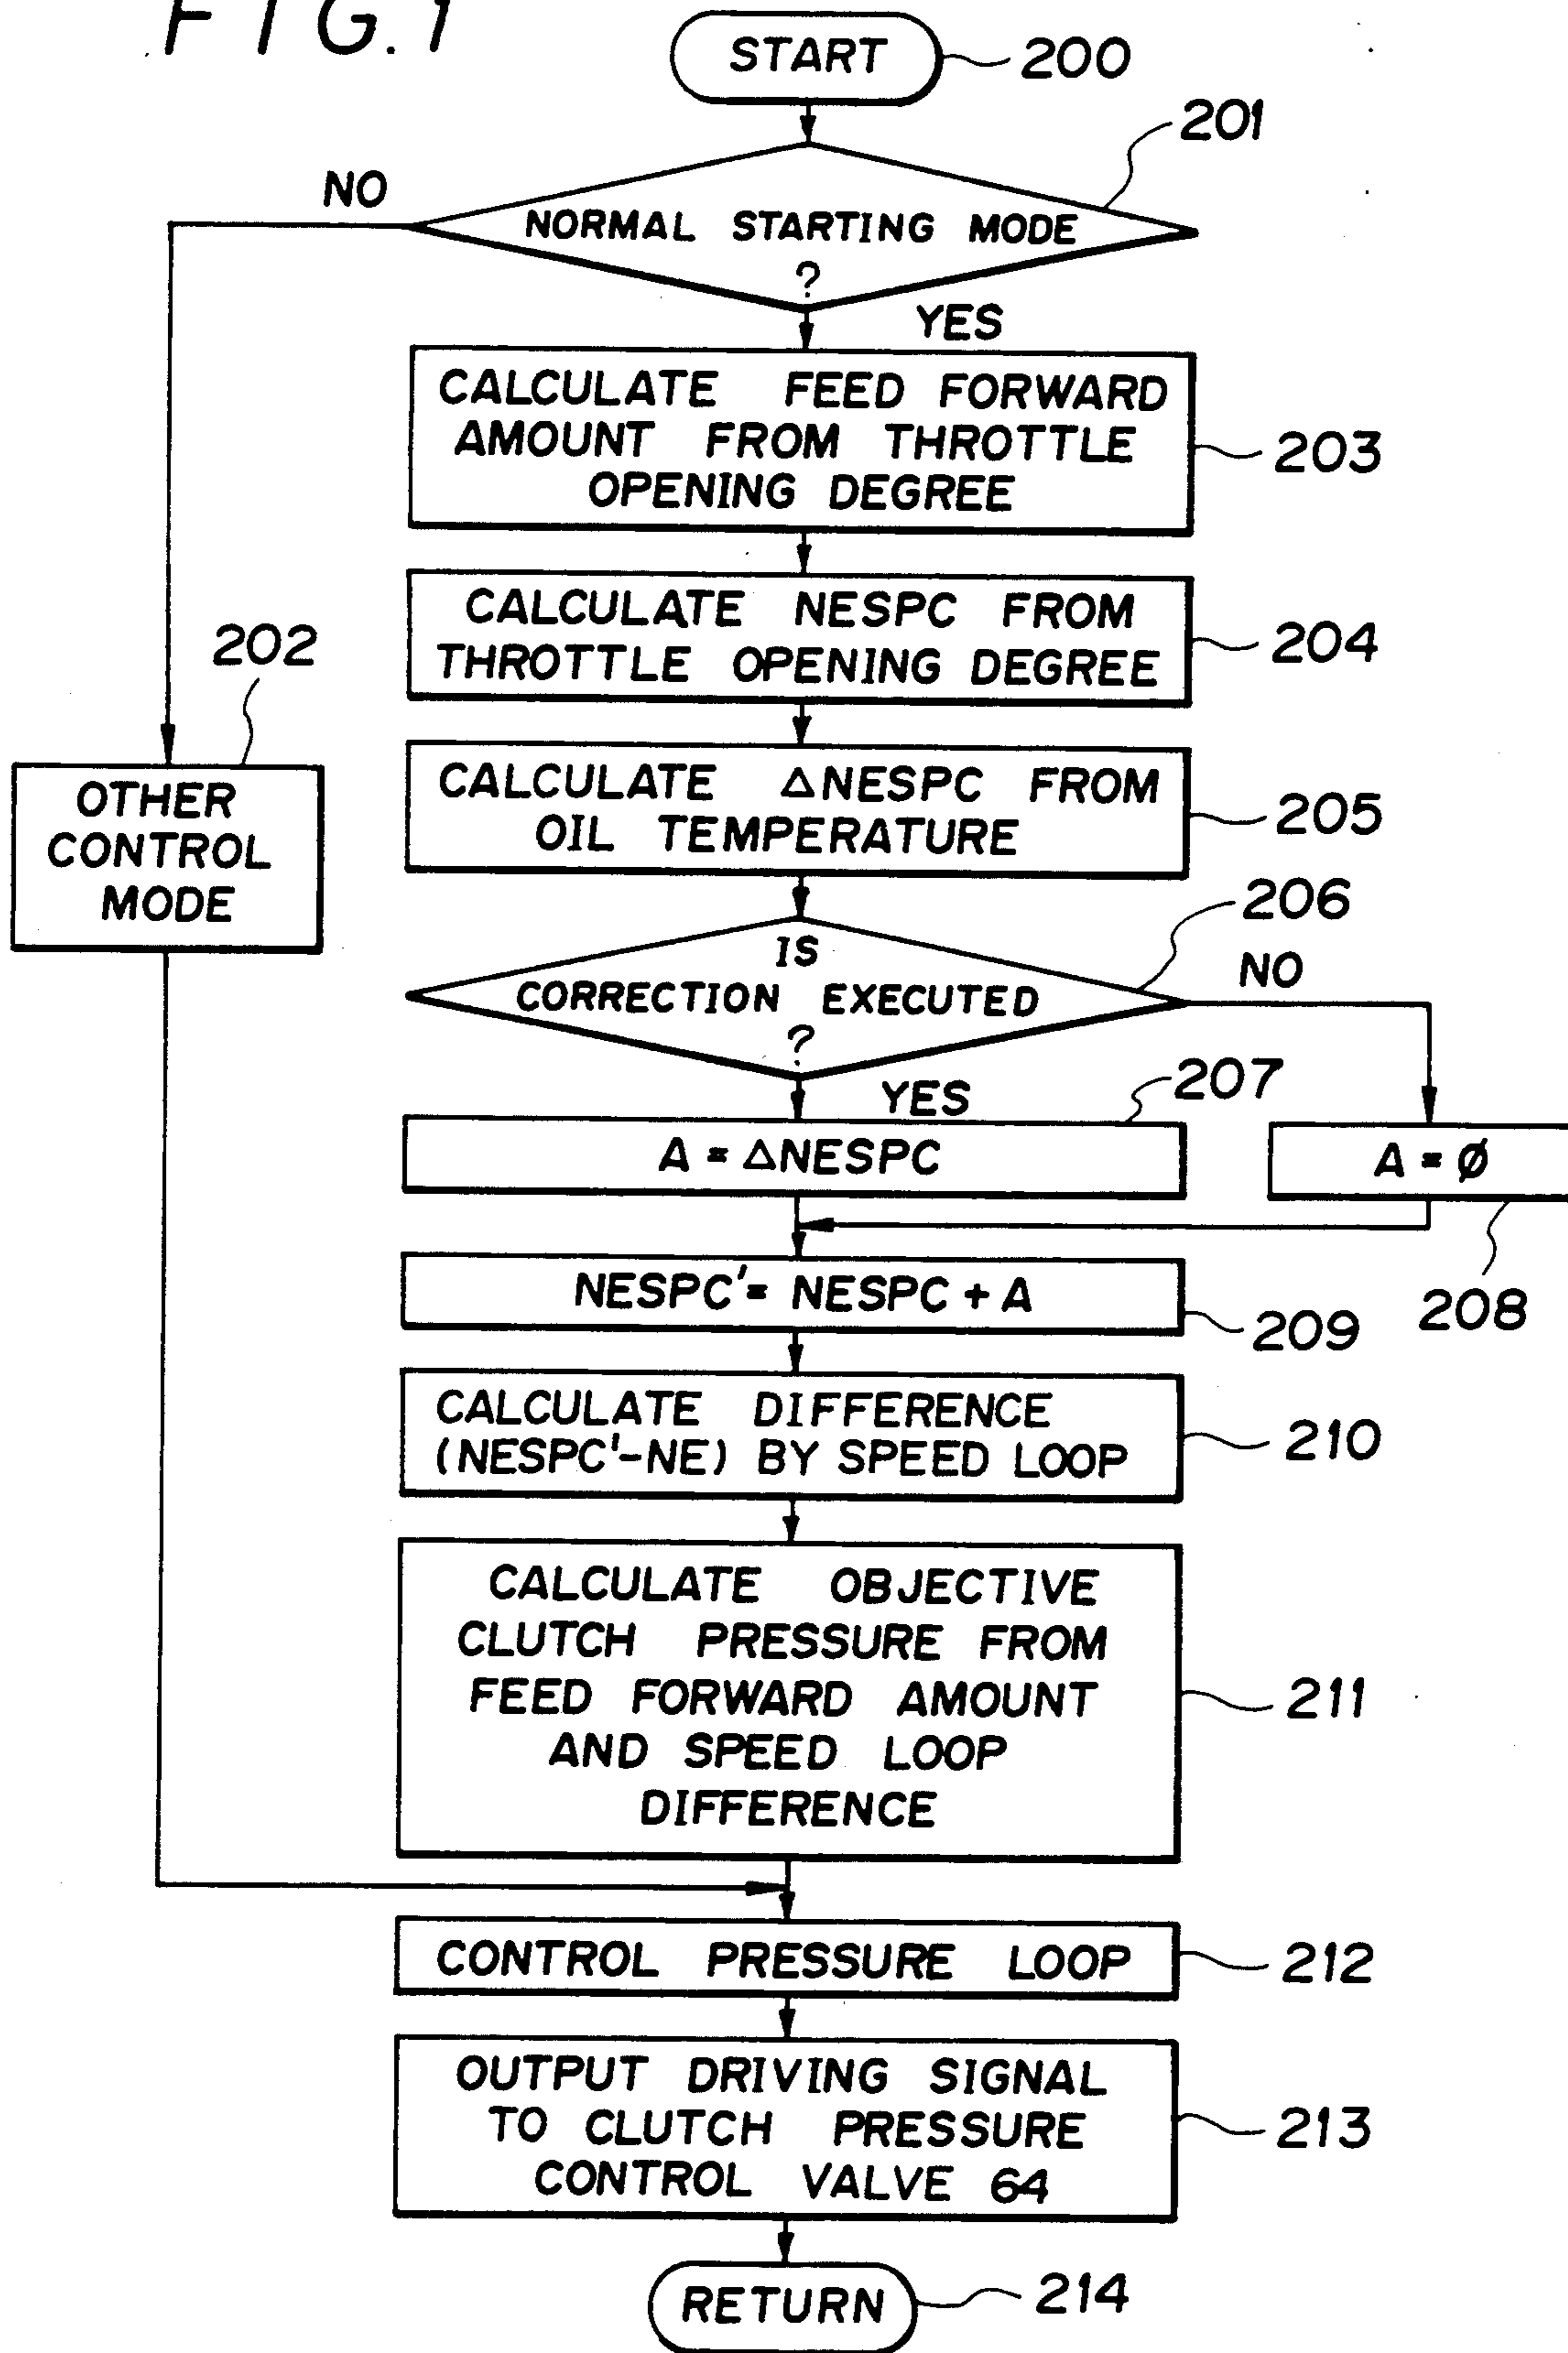 FIG. 1
START
200
201
NO
NORMAL STARTING MODE
?
YES
CALCULATE FEED FORWARD
AMOUNT FROM THROTTLE
OPENING DEGREE
203
CALCULATE NESPC FROM
THROTTLE OPENING DEGREE
204
202
OTHER
CONTROL
MODE
CALCULATE ΔNESPC FROM
OIL TEMPERATURE
205
206
IS
CORRECTION EXECUTED
?
NO
YES
207
A = ΔNESPC
A = Ø
208
NESPC' = NESPC + A
209
CALCULATE DIFFERENCE
(NESPC'-NE) BY SPEED LOOP
210
CALCULATE OBJECTIVE
CLUTCH PRESSURE FROM
FEED FORWARD AMOUNT
AND SPEED LOOP
DIFFERENCE
211
CONTROL PRESSURE LOOP
212
OUTPUT DRIVING SIGNAL
TO CLUTCH PRESSURE
CONTROL VALVE 64
213
RETURN
214